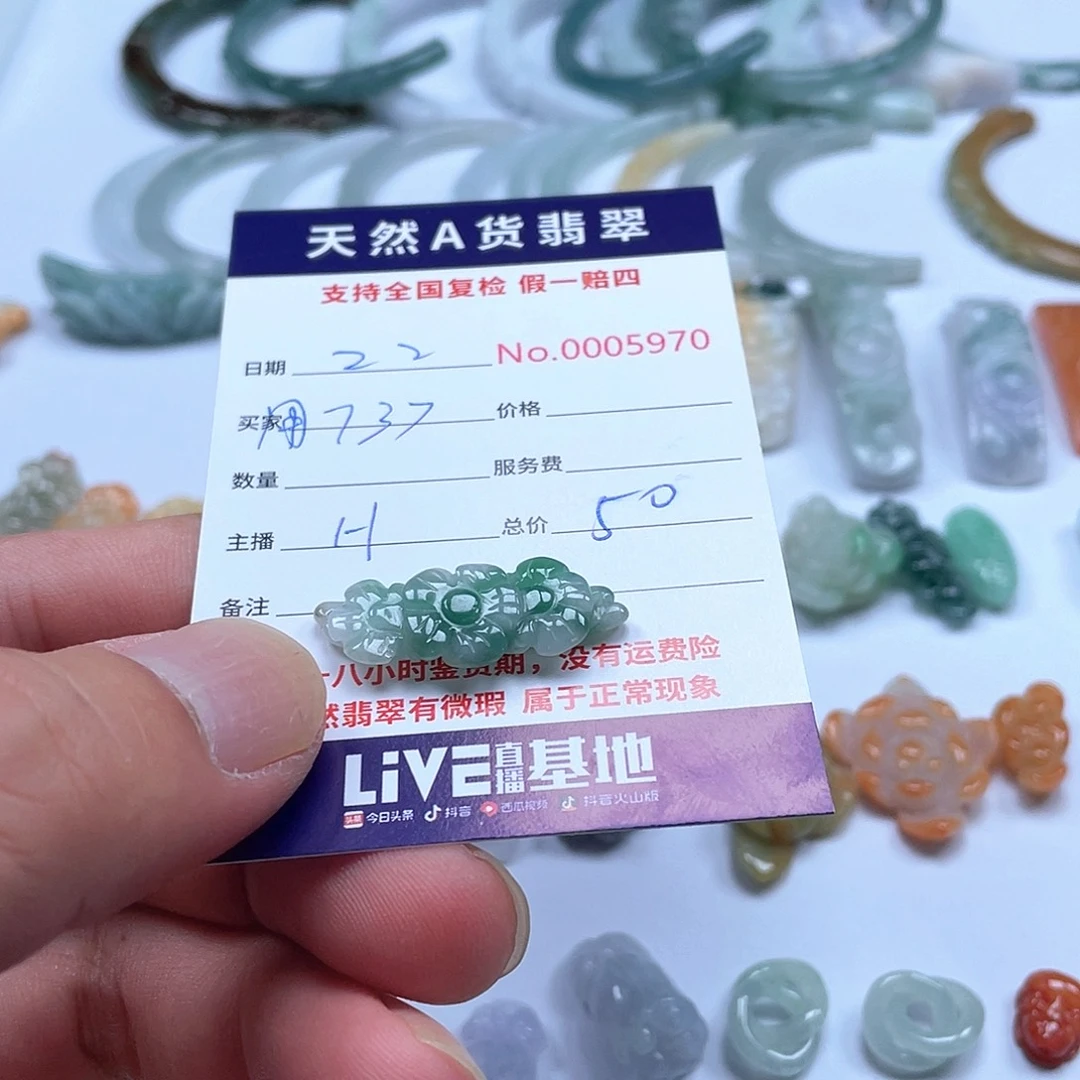 天然A货翡翠
支持全国复检 假一赔四
日期 22 No.0005970
买家 用737 价格
数量 服务费
主播 H 总价 50
备注
八小时鉴赏期，没有运费险
然翡翠有微瑕 属于正常现象
LiVE直播基地
头条 今日头条 抖音 西瓜视频 抖音火山版